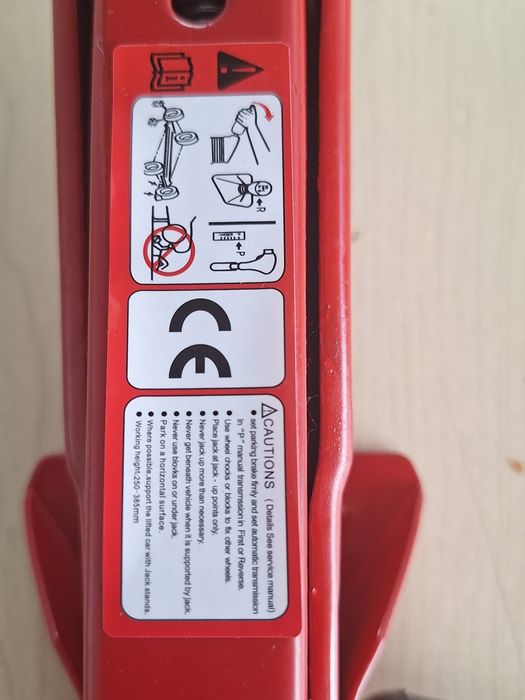 R
P
CE
CAUTIONS (Details See service manual)
● set parking brake firmly and set automatic transmission
In "P" manual transmission in First or Reverse.
● Use wheel chocks or blocks to fix other wheels.
● Place jack at jack - up points only.
● Never jack up more than necessary.
● Never get beneath vehicle when it is supported by jack.
● Never use blovks on or under jack.
● Park on a horizontal surface.
● Where possible,support the lifted car with Jack stands.
● Working height:250-385mm